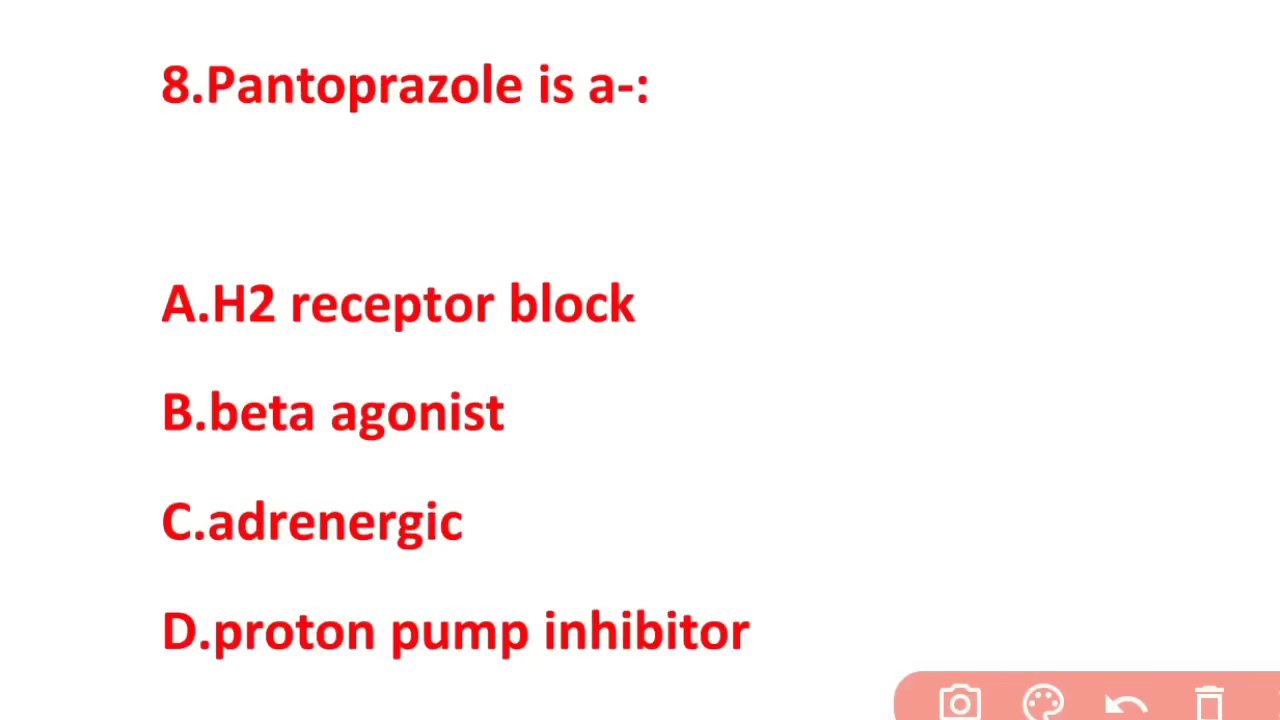 8.Pantoprazole is a-:
A.H2 receptor block
B.beta agonist
C.adrenergic
D.proton pump inhibitor